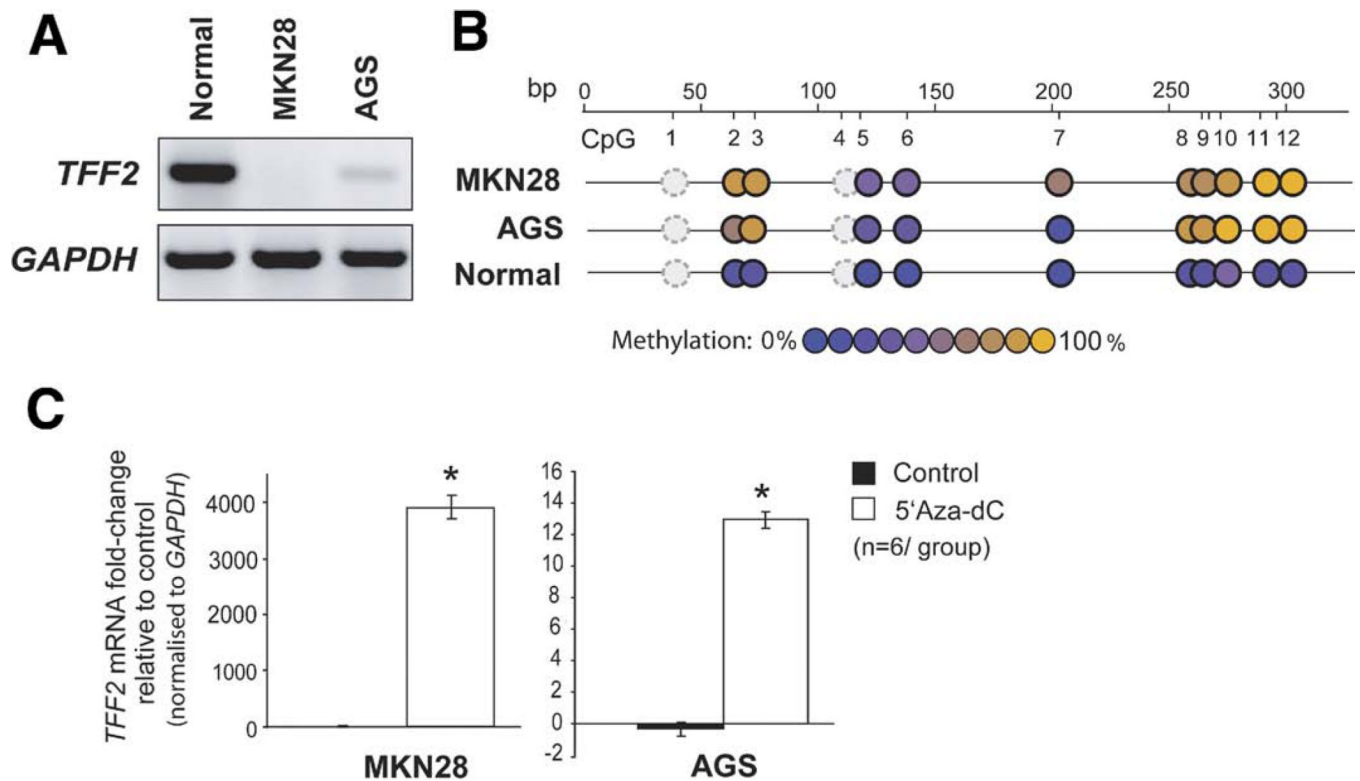 A
Normal
MKN28
AGS
TFF2
GAPDH
B
bp
0 50 100 150 200 250 300
CpG 1 2 3 4 5 6 7 8 9 10 11 12
MKN28
AGS
Normal
Methylation: 0% 100 %
C
TFF2 mRNA fold-change
relative to control
(normalised to GAPDH)
4000
3000
2000
1000
0
*
MKN28
16
14
12
10
8
6
4
2
0
-2
*
AGS
Control
5'Aza-dC
(n=6/ group)